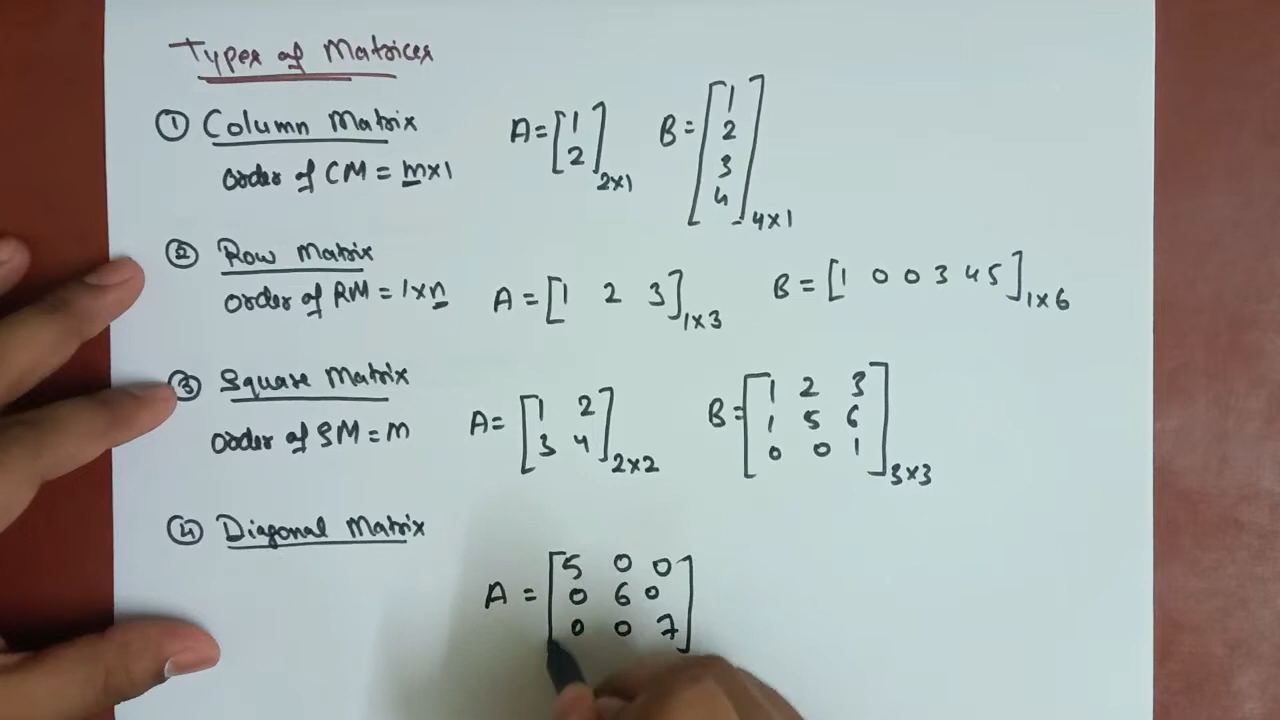 Types of Matrices
① Column Matrix
order of CM = m×1
A = [1
2] 2×1
B = [1
2
3
4] 4×1
② Row Matrix
order of RM = 1×n
A = [1 2 3] 1×3
B = [1 0 0 3 4 5] 1×6
③ Square Matrix
order of SM = m
A = [1 2
3 4] 2×2
B = [1 2 3
1 5 6
0 0 1] 3×3
④ Diagonal Matrix
A = [5 0 0
0 6 0
0 0 7]